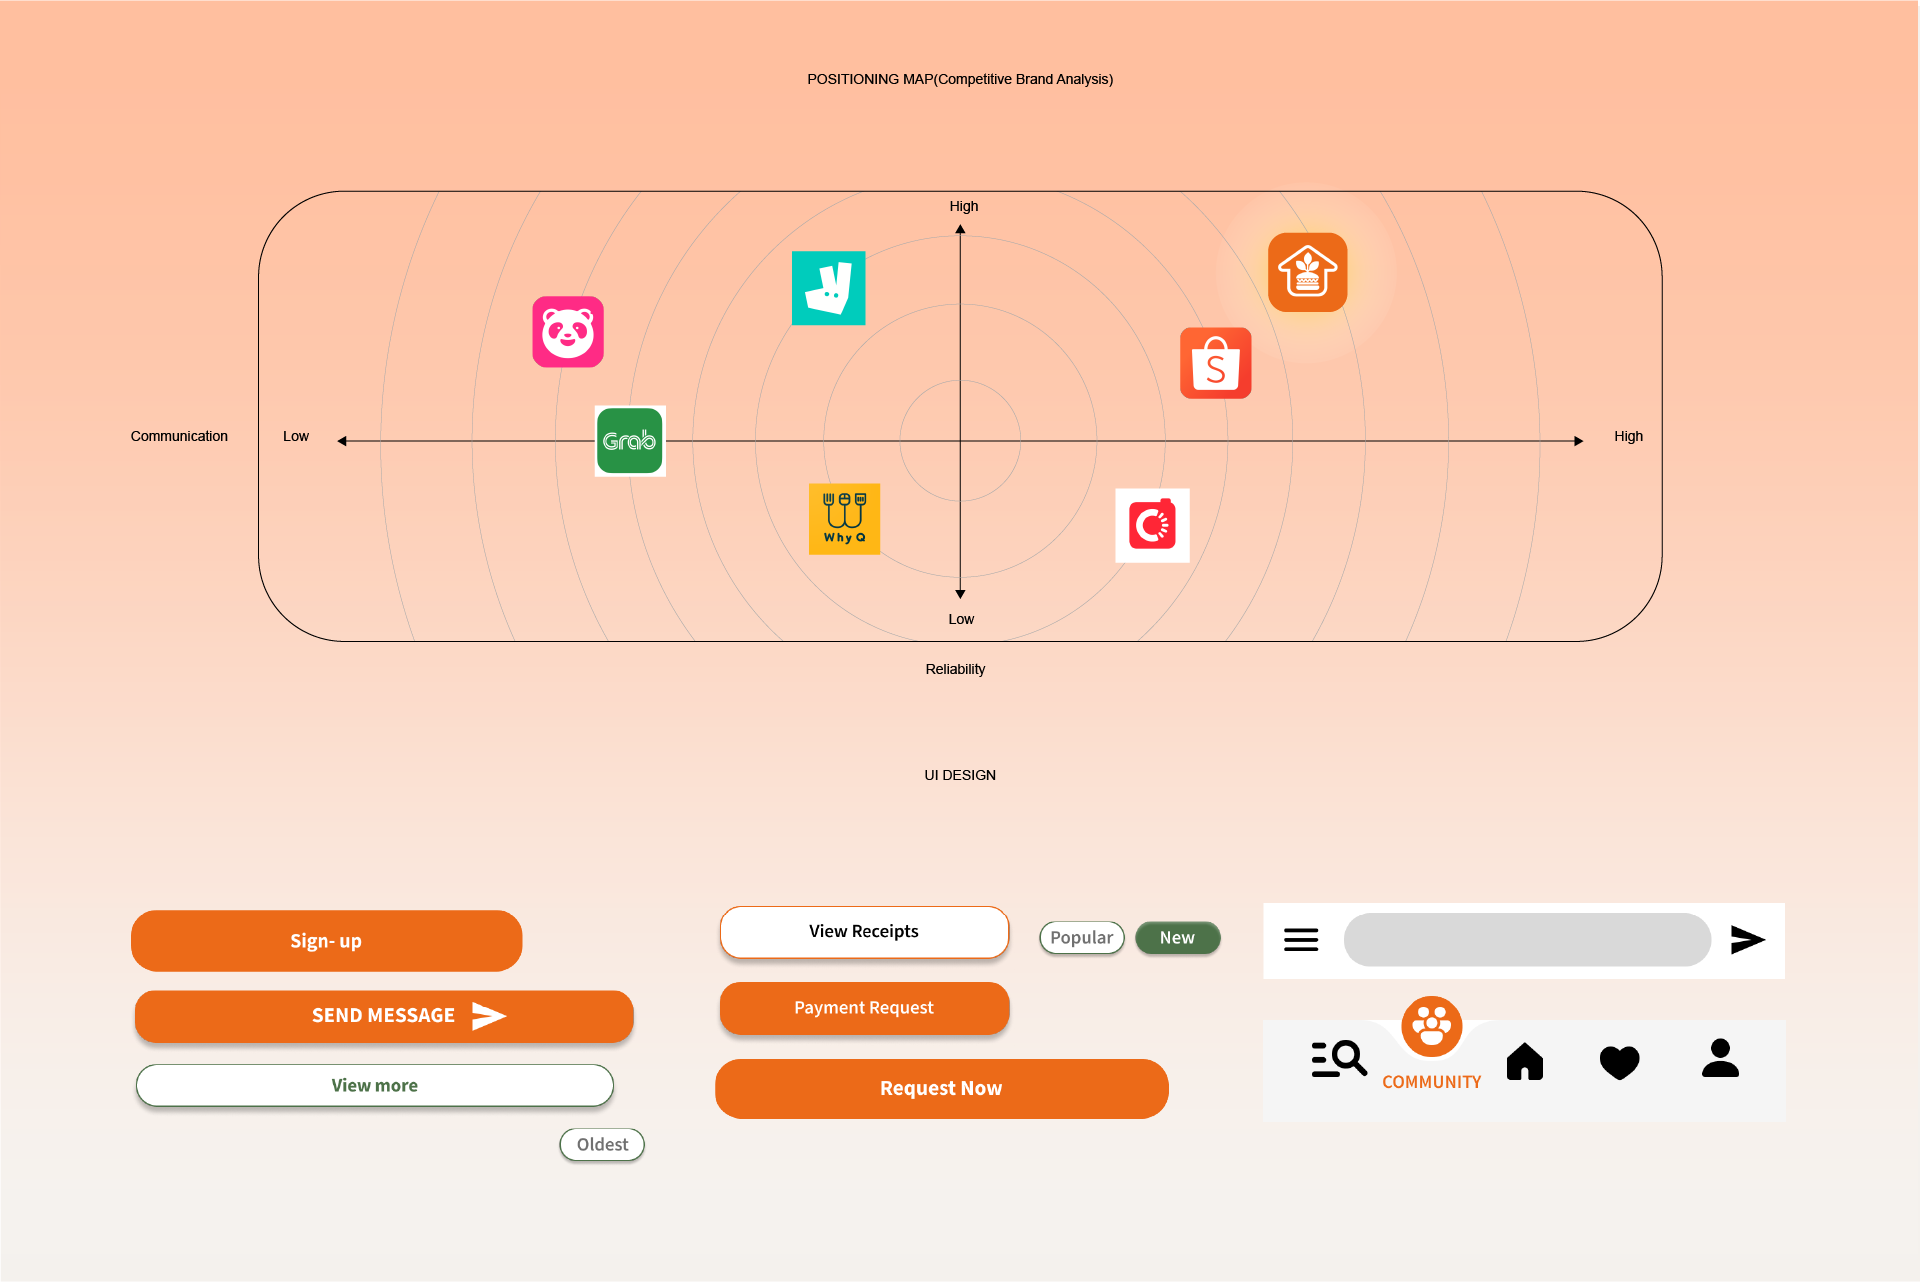 POSITIONING MAP(Competitive Brand Analysis)
High
S
Communication
Low
Grab
High
Why Q
Low
Reliability
UI DESIGN
Sign- up
View Receipts
Popular
New
SEND MESSAGE
Payment Request
View more
Request Now
COMMUNITY
Oldest